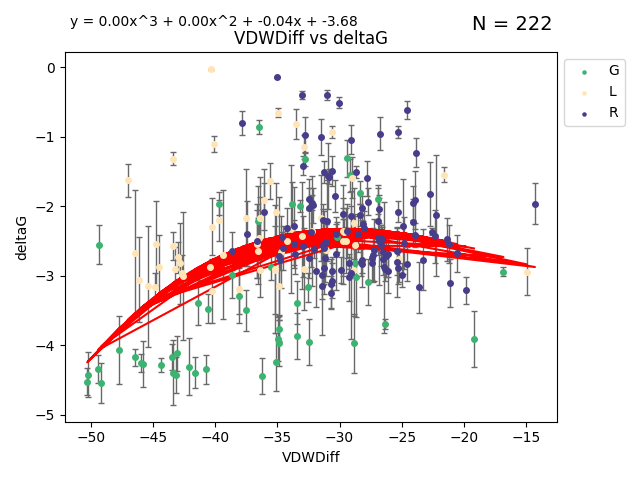 y = 0.00x^3 + 0.00x^2 + -0.04x + -3.68
N = 222
VDWDiff vs deltaG
G
L
R
deltaG
0
−1
−2
−3
−4
−5
−50
−45
−40
−35
−30
−25
−20
−15
VDWDiff